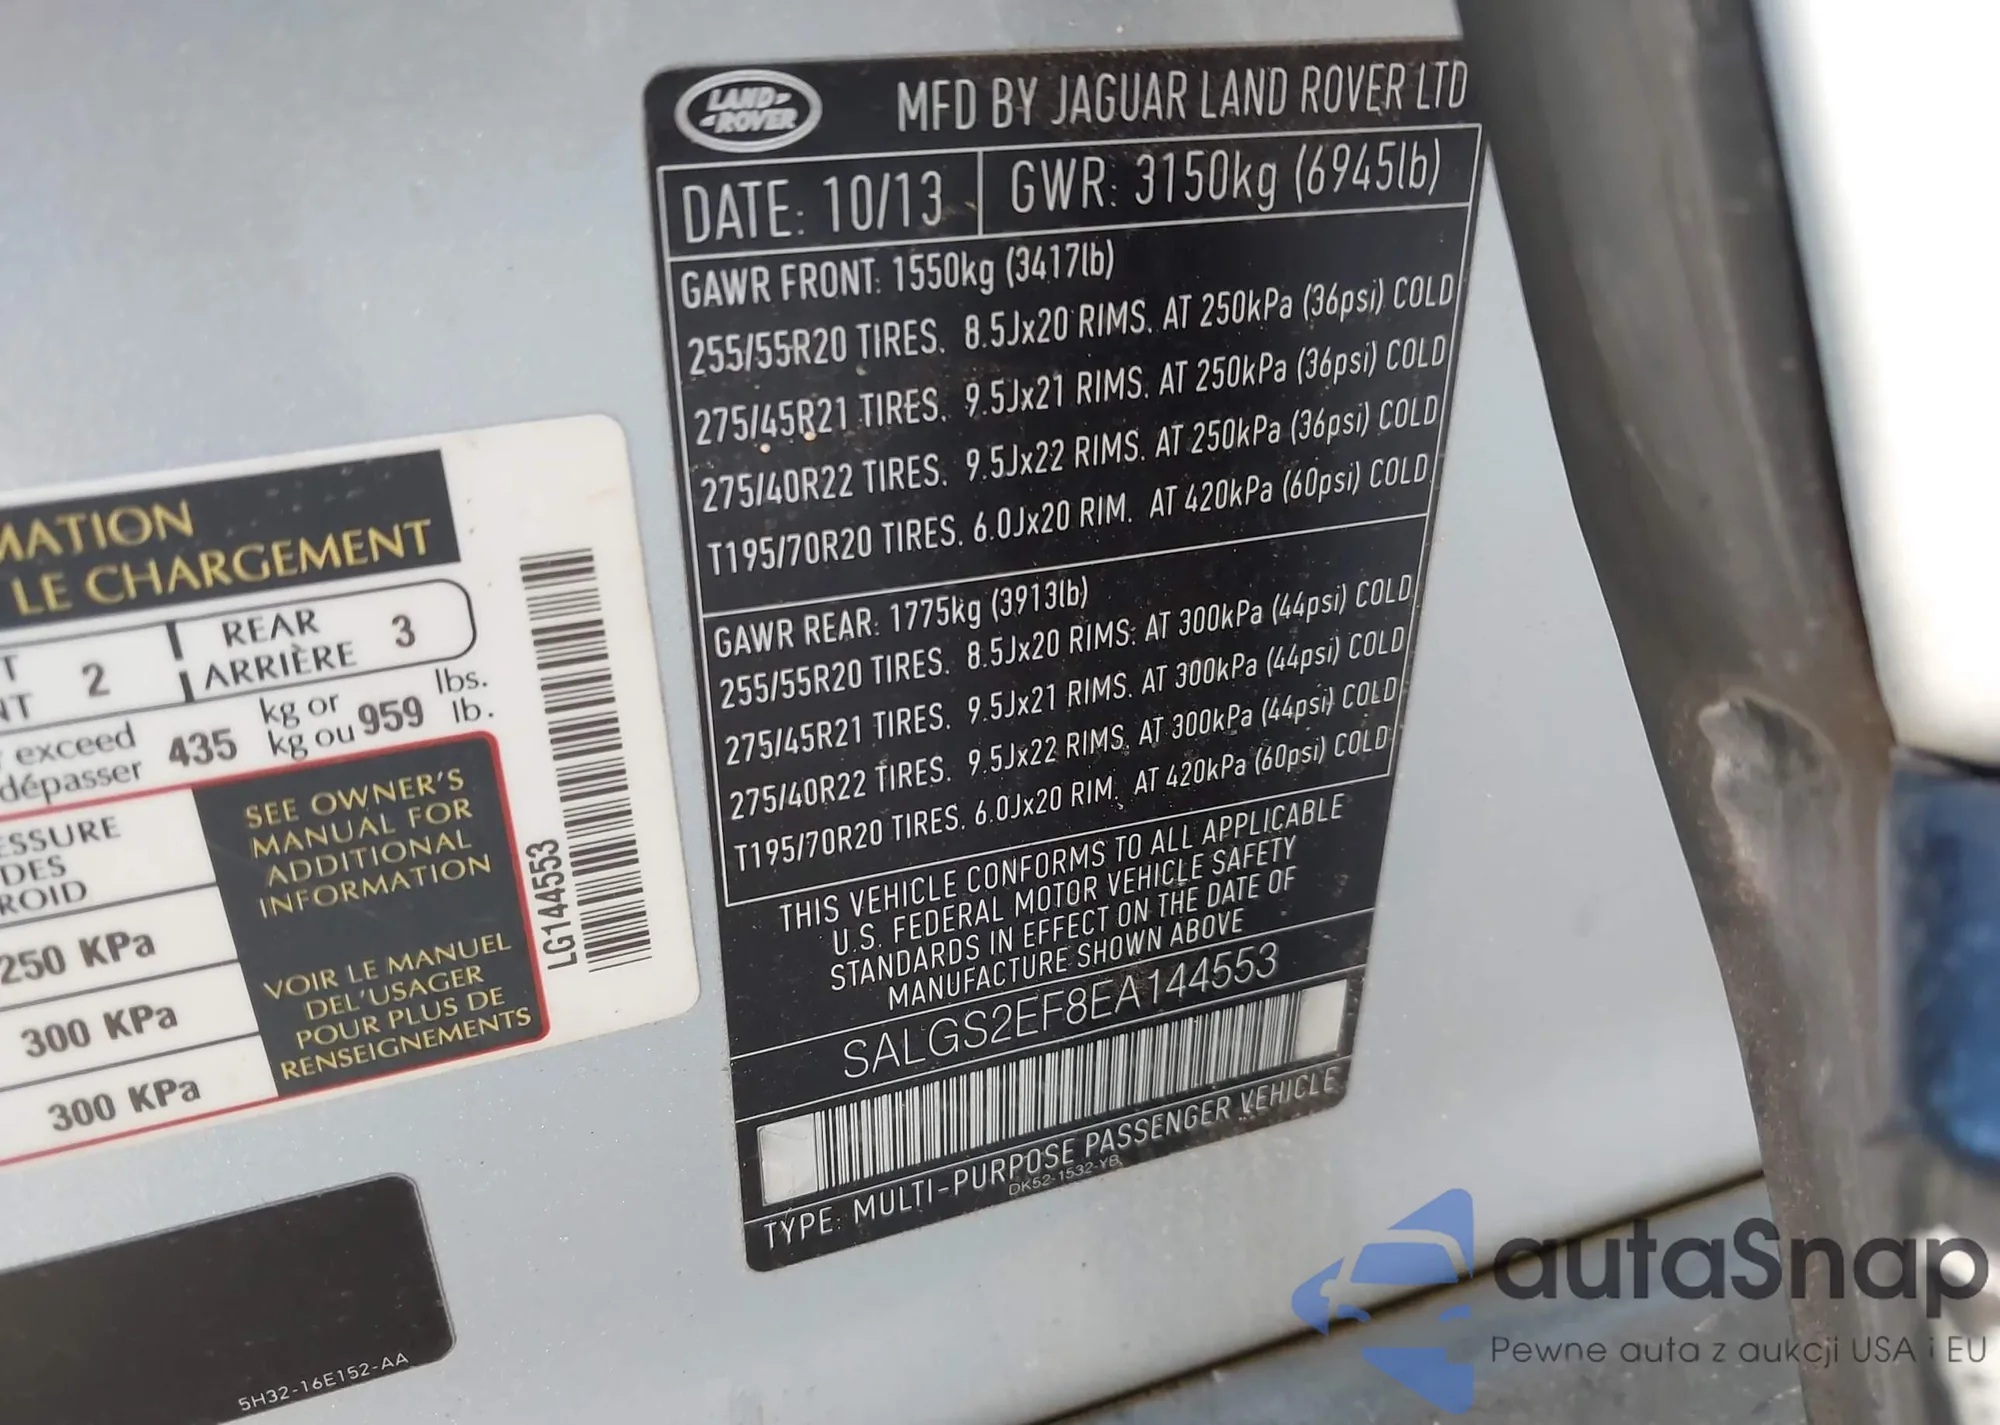 LAND-
-ROVER
MFD BY JAGUAR LAND ROVER LTD
DATE: 10/13
GWR: 3150kg (6945lb)
GAWR FRONT: 1550kg (3417lb)
255/55R20 TIRES. 8.5Jx20 RIMS. AT 250kPa (36psi) COLD
275/45R21 TIRES. 9.5Jx21 RIMS. AT 250kPa (36psi) COLD
275/40R22 TIRES. 9.5Jx22 RIMS. AT 250kPa (36psi) COLD
T195/70R20 TIRES. 6.0Jx20 RIM. AT 420kPa (60psi) COLD
GAWR REAR: 1775kg (3913lb)
255/55R20 TIRES. 8.5Jx20 RIMS. AT 300kPa (44psi) COLD
275/45R21 TIRES. 9.5Jx21 RIMS. AT 300kPa (44psi) COLD
275/40R22 TIRES. 9.5Jx22 RIMS. AT 300kPa (44psi) COLD
T195/70R20 TIRES. 6.0Jx20 RIM. AT 420kPa (60psi) COLD
THIS VEHICLE CONFORMS TO ALL APPLICABLE
U.S. FEDERAL MOTOR VEHICLE SAFETY
STANDARDS IN EFFECT ON THE DATE OF
MANUFACTURE SHOWN ABOVE
SALGS2EF8EA144553
TYPE: MULTI-PURPOSE PASSENGER VEHICLE
DK52-1532-YB
MATION
LE CHARGEMENT
2
REAR
ARRIÈRE
3
exceed
dépasser
435
kg or
kg ou
959
lbs.
lb.
ESSURE
DES
ROID
250 KPa
300 KPa
300 KPa
SEE OWNER'S
MANUAL FOR
ADDITIONAL
INFORMATION
VOIR LE MANUEL
DEL'USAGER
POUR PLUS DE
RENSEIGNEMENTS
LG144553
5H32-16E152-AA
autaSnap
Pewne auta z aukcji USA i EU